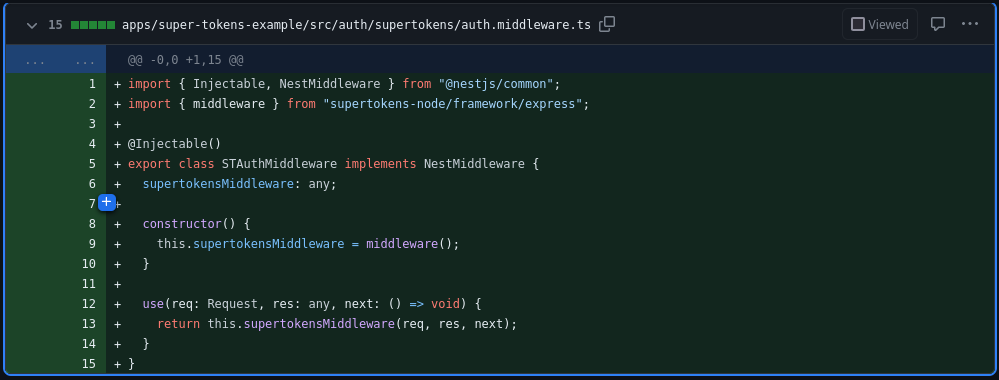 15 apps/super-tokens-example/src/auth/supertokens/auth.middleware.ts Viewed ...
... ... @@ -0,0 +1,15 @@
1 + import { Injectable, NestMiddleware } from "@nestjs/common";
2 + import { middleware } from "supertokens-node/framework/express";
3 +
4 + @Injectable()
5 + export class STAuthMiddleware implements NestMiddleware {
6 +   supertokensMiddleware: any;
7 +
8 +   constructor() {
9 +     this.supertokensMiddleware = middleware();
10 +   }
11 +
12 +   use(req: Request, res: any, next: () => void) {
13 +     return this.supertokensMiddleware(req, res, next);
14 +   }
15 + }